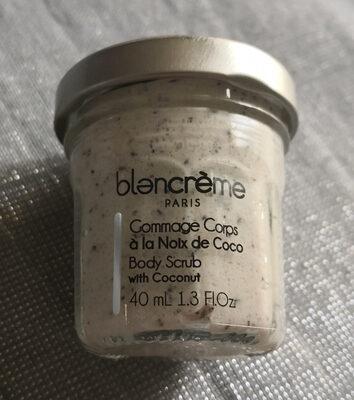 blancrème
PARIS
Gommage Corps
à la Noix de Coco
Body Scrub
with Coconut
40 mL 1.3 Fl.Oz.